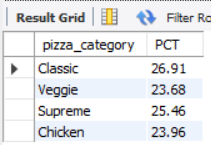 Result Grid Filter Ro
pizza_category PCT
Classic 26.91
Veggie 23.68
Supreme 25.46
Chicken 23.96